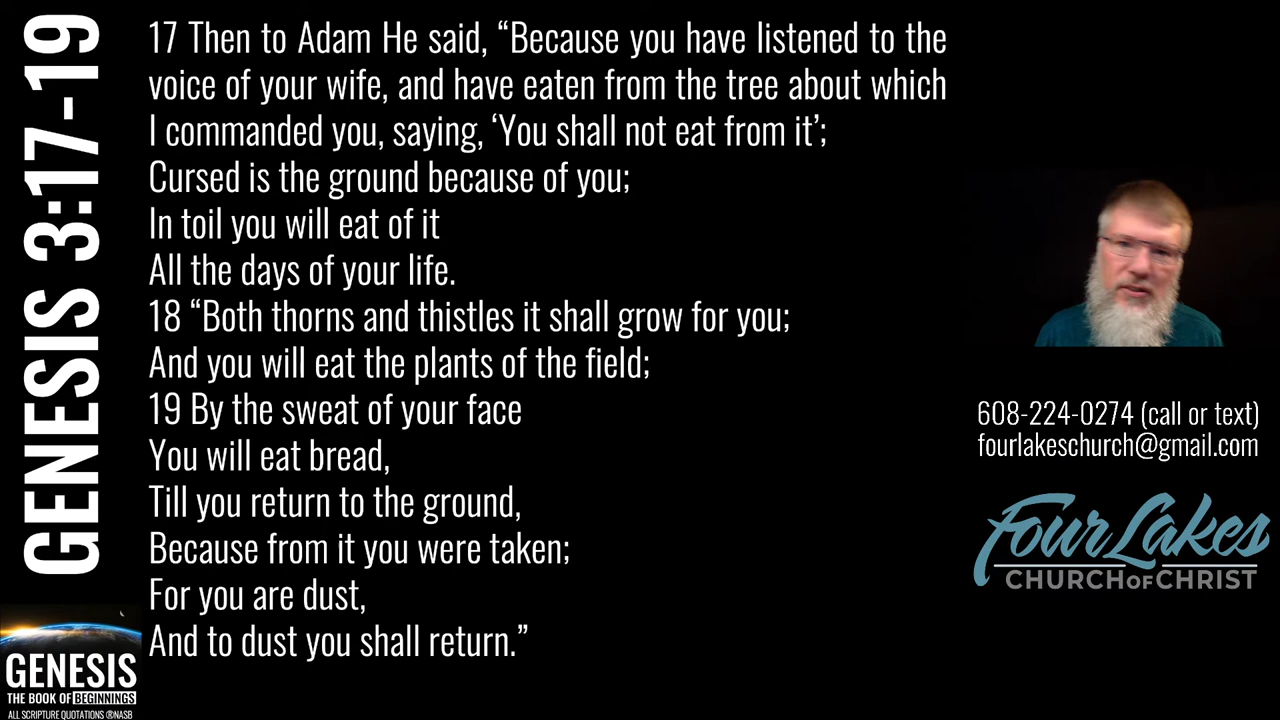 GENESIS 3:17-19
17 Then to Adam He said, “Because you have listened to the
voice of your wife, and have eaten from the tree about which
I commanded you, saying, ‘You shall not eat from it’;
Cursed is the ground because of you;
In toil you will eat of it
All the days of your life.
18 “Both thorns and thistles it shall grow for you;
And you will eat the plants of the field;
19 By the sweat of your face
You will eat bread,
Till you return to the ground,
Because from it you were taken;
For you are dust,
And to dust you shall return.”
608-224-0274 (call or text)
fourlakeschurch@gmail.com
Four Lakes
CHURCH OF CHRIST
GENESIS
THE BOOK OF BEGINNINGS
ALL SCRIPTURE QUOTATIONS ®NASB